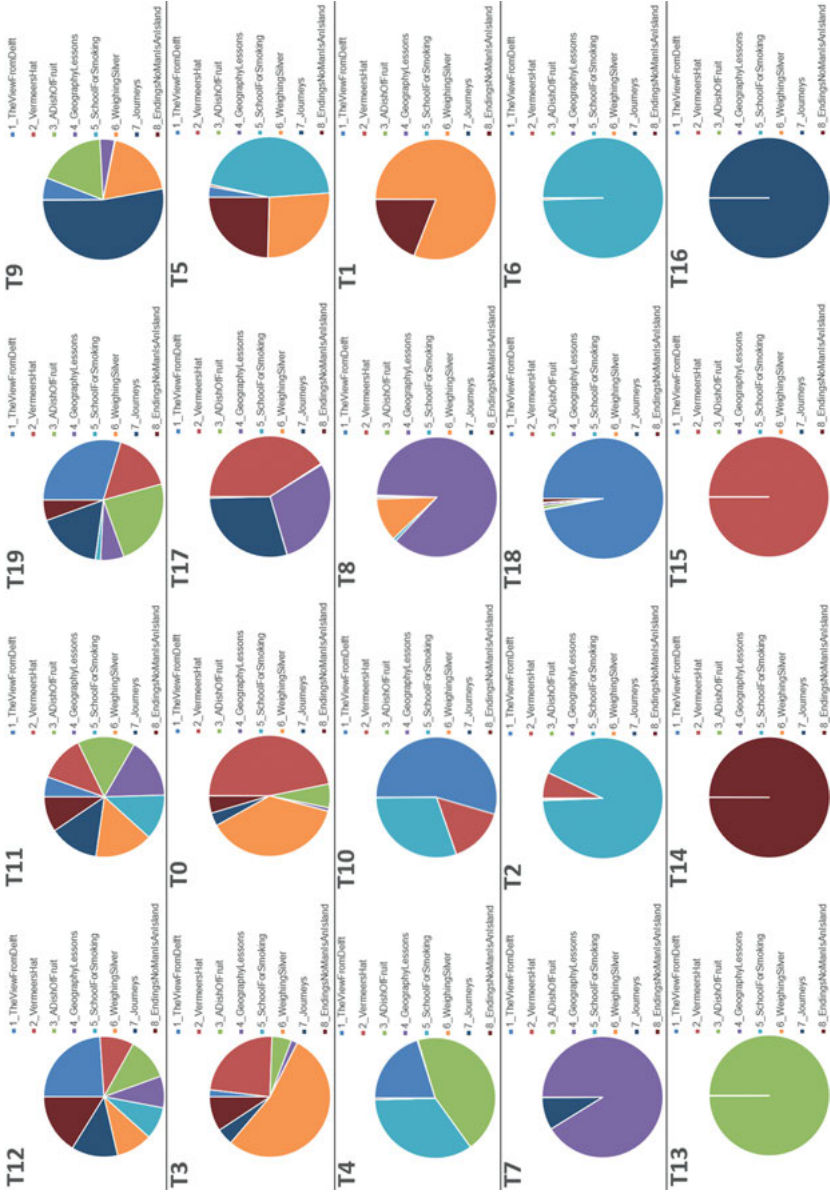 T12
1_TheViewFromDelft
2_VermeersHat
3_ADishOfFruit
4_GeographyLessons
5_SchoolForSmoking
6_WeighingSilver
7_Journeys
8_EndingsNoManIsAnIsland
T11
1_TheViewFromDelft
2_VermeersHat
3_ADishOfFruit
4_GeographyLessons
5_SchoolForSmoking
6_WeighingSilver
7_Journeys
8_EndingsNoManIsAnIsland
T19
1_TheViewFromDelft
2_VermeersHat
3_ADishOfFruit
4_GeographyLessons
5_SchoolForSmoking
6_WeighingSilver
7_Journeys
8_EndingsNoManIsAnIsland
T9
1_TheViewFromDelft
2_VermeersHat
3_ADishOfFruit
4_GeographyLessons
5_SchoolForSmoking
6_WeighingSilver
7_Journeys
8_EndingsNoManIsAnIsland
T3
1_TheViewFromDelft
2_VermeersHat
3_ADishOfFruit
4_GeographyLessons
5_SchoolForSmoking
6_WeighingSilver
7_Journeys
8_EndingsNoManIsAnIsland
T0
1_TheViewFromDelft
2_VermeersHat
3_ADishOfFruit
4_GeographyLessons
5_SchoolForSmoking
6_WeighingSilver
7_Journeys
8_EndingsNoManIsAnIsland
T17
1_TheViewFromDelft
2_VermeersHat
3_ADishOfFruit
4_GeographyLessons
5_SchoolForSmoking
6_WeighingSilver
7_Journeys
8_EndingsNoManIsAnIsland
T5
1_TheViewFromDelft
2_VermeersHat
3_ADishOfFruit
4_GeographyLessons
5_SchoolForSmoking
6_WeighingSilver
7_Journeys
8_EndingsNoManIsAnIsland
T4
1_TheViewFromDelft
2_VermeersHat
3_ADishOfFruit
4_GeographyLessons
5_SchoolForSmoking
6_WeighingSilver
7_Journeys
8_EndingsNoManIsAnIsland
T10
1_TheViewFromDelft
2_VermeersHat
3_ADishOfFruit
4_GeographyLessons
5_SchoolForSmoking
6_WeighingSilver
7_Journeys
8_EndingsNoManIsAnIsland
T8
1_TheViewFromDelft
2_VermeersHat
3_ADishOfFruit
4_GeographyLessons
5_SchoolForSmoking
6_WeighingSilver
7_Journeys
8_EndingsNoManIsAnIsland
T1
1_TheViewFromDelft
2_VermeersHat
3_ADishOfFruit
4_GeographyLessons
5_SchoolForSmoking
6_WeighingSilver
7_Journeys
8_EndingsNoManIsAnIsland
T7
1_TheViewFromDelft
2_VermeersHat
3_ADishOfFruit
4_GeographyLessons
5_SchoolForSmoking
6_WeighingSilver
7_Journeys
8_EndingsNoManIsAnIsland
T2
1_TheViewFromDelft
2_VermeersHat
3_ADishOfFruit
4_GeographyLessons
5_SchoolForSmoking
6_WeighingSilver
7_Journeys
8_EndingsNoManIsAnIsland
T18
1_TheViewFromDelft
2_VermeersHat
3_ADishOfFruit
4_GeographyLessons
5_SchoolForSmoking
6_WeighingSilver
7_Journeys
8_EndingsNoManIsAnIsland
T6
1_TheViewFromDelft
2_VermeersHat
3_ADishOfFruit
4_GeographyLessons
5_SchoolForSmoking
6_WeighingSilver
7_Journeys
8_EndingsNoManIsAnIsland
T13
1_TheViewFromDelft
2_VermeersHat
3_ADishOfFruit
4_GeographyLessons
5_SchoolForSmoking
6_WeighingSilver
7_Journeys
8_EndingsNoManIsAnIsland
T14
1_TheViewFromDelft
2_VermeersHat
3_ADishOfFruit
4_GeographyLessons
5_SchoolForSmoking
6_WeighingSilver
7_Journeys
8_EndingsNoManIsAnIsland
T15
1_TheViewFromDelft
2_VermeersHat
3_ADishOfFruit
4_GeographyLessons
5_SchoolForSmoking
6_WeighingSilver
7_Journeys
8_EndingsNoManIsAnIsland
T16
1_TheViewFromDelft
2_VermeersHat
3_ADishOfFruit
4_GeographyLessons
5_SchoolForSmoking
6_WeighingSilver
7_Journeys
8_EndingsNoManIsAnIsland